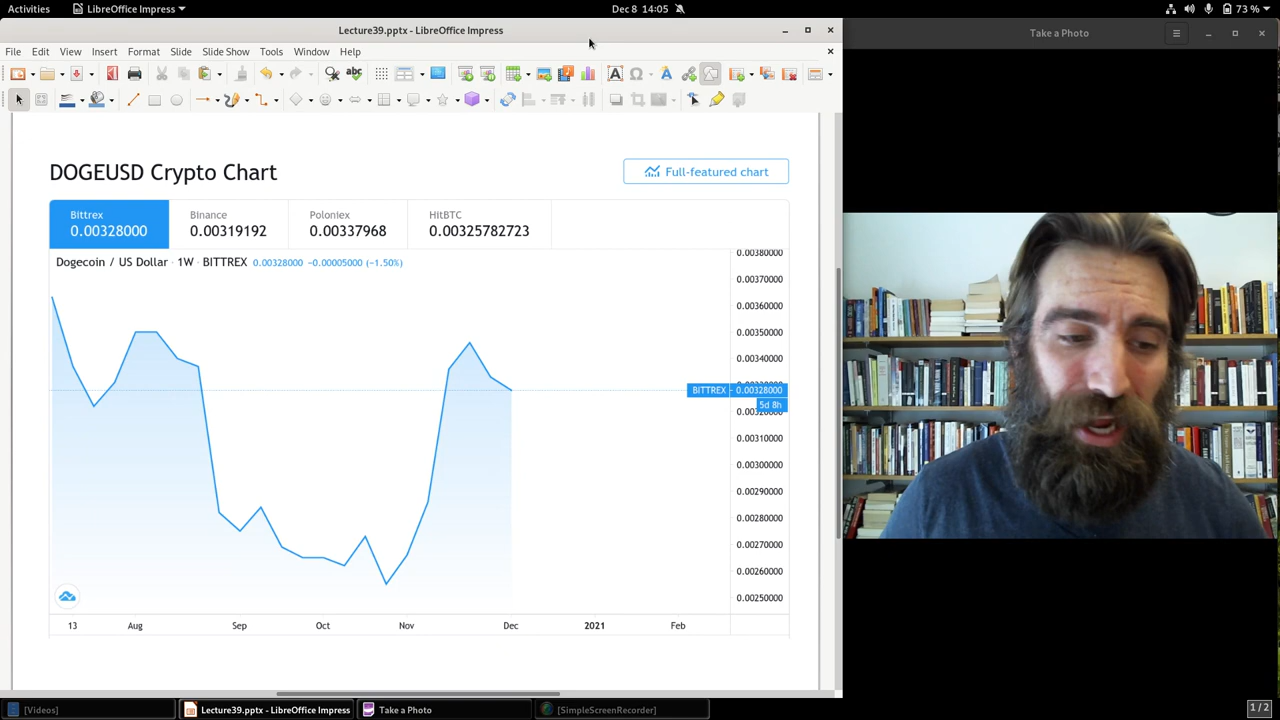 Activities LibreOffice Impress Dec 8 14:05 73 %
Lecture39.pptx - LibreOffice Impress
Take a Photo
File Edit View Insert Format Slide Slide Show Tools Window Help
DOGEUSD Crypto Chart
Full-featured chart
Bittrex Binance Poloniex HitBTC
0.00328000 0.00319192 0.00337968 0.00325782723
Dogecoin / US Dollar · 1W · BITTREX 0.00328000 −0.00005000 (−1.50%)
0.00380000
0.00370000
0.00360000
0.00350000
0.00340000
BITTREX 0.00328000
5d 8h
0.00310000
0.00300000
0.00290000
0.00280000
0.00270000
0.00260000
0.00250000
13 Aug Sep Oct Nov Dec 2021 Feb
[Videos] Lecture39.pptx - LibreOffice Impress Take a Photo [SimpleScreenRecorder] 1/2